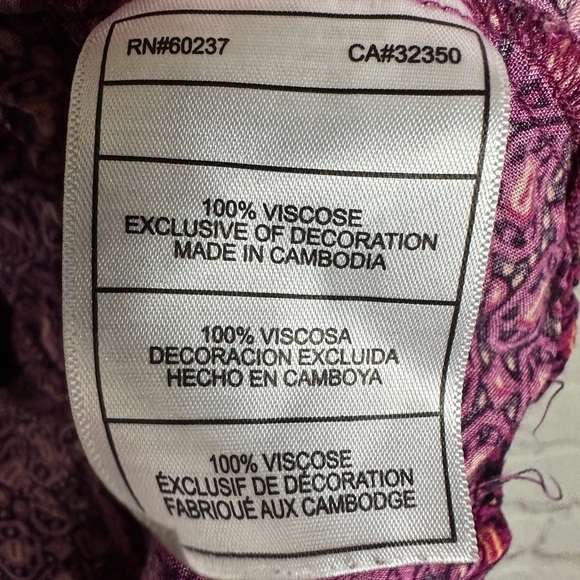 RN#60237 CA#32350
100% VISCOSE
EXCLUSIVE OF DECORATION
MADE IN CAMBODIA
100% VISCOSA
DECORACION EXCLUIDA
HECHO EN CAMBOYA
100% VISCOSE
ÉXCLUSIF DE DÉCORATION
FABRIQUÉ AUX CAMBODGE